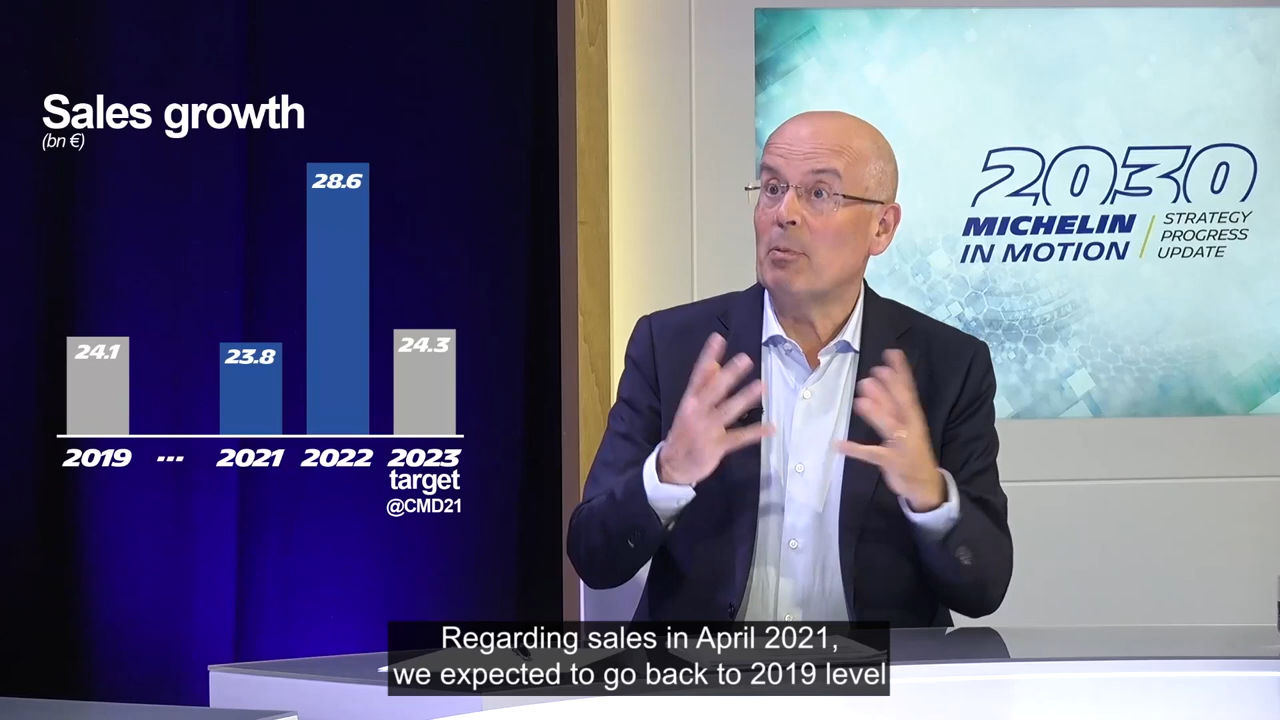 Sales growth
(bn €)
24.1
23.8
28.6
24.3
2019 ... 2021 2022 2023
target
@CMD21
2030
MICHELIN
IN MOTION
STRATEGY
PROGRESS
UPDATE
Regarding sales in April 2021,
we expected to go back to 2019 level